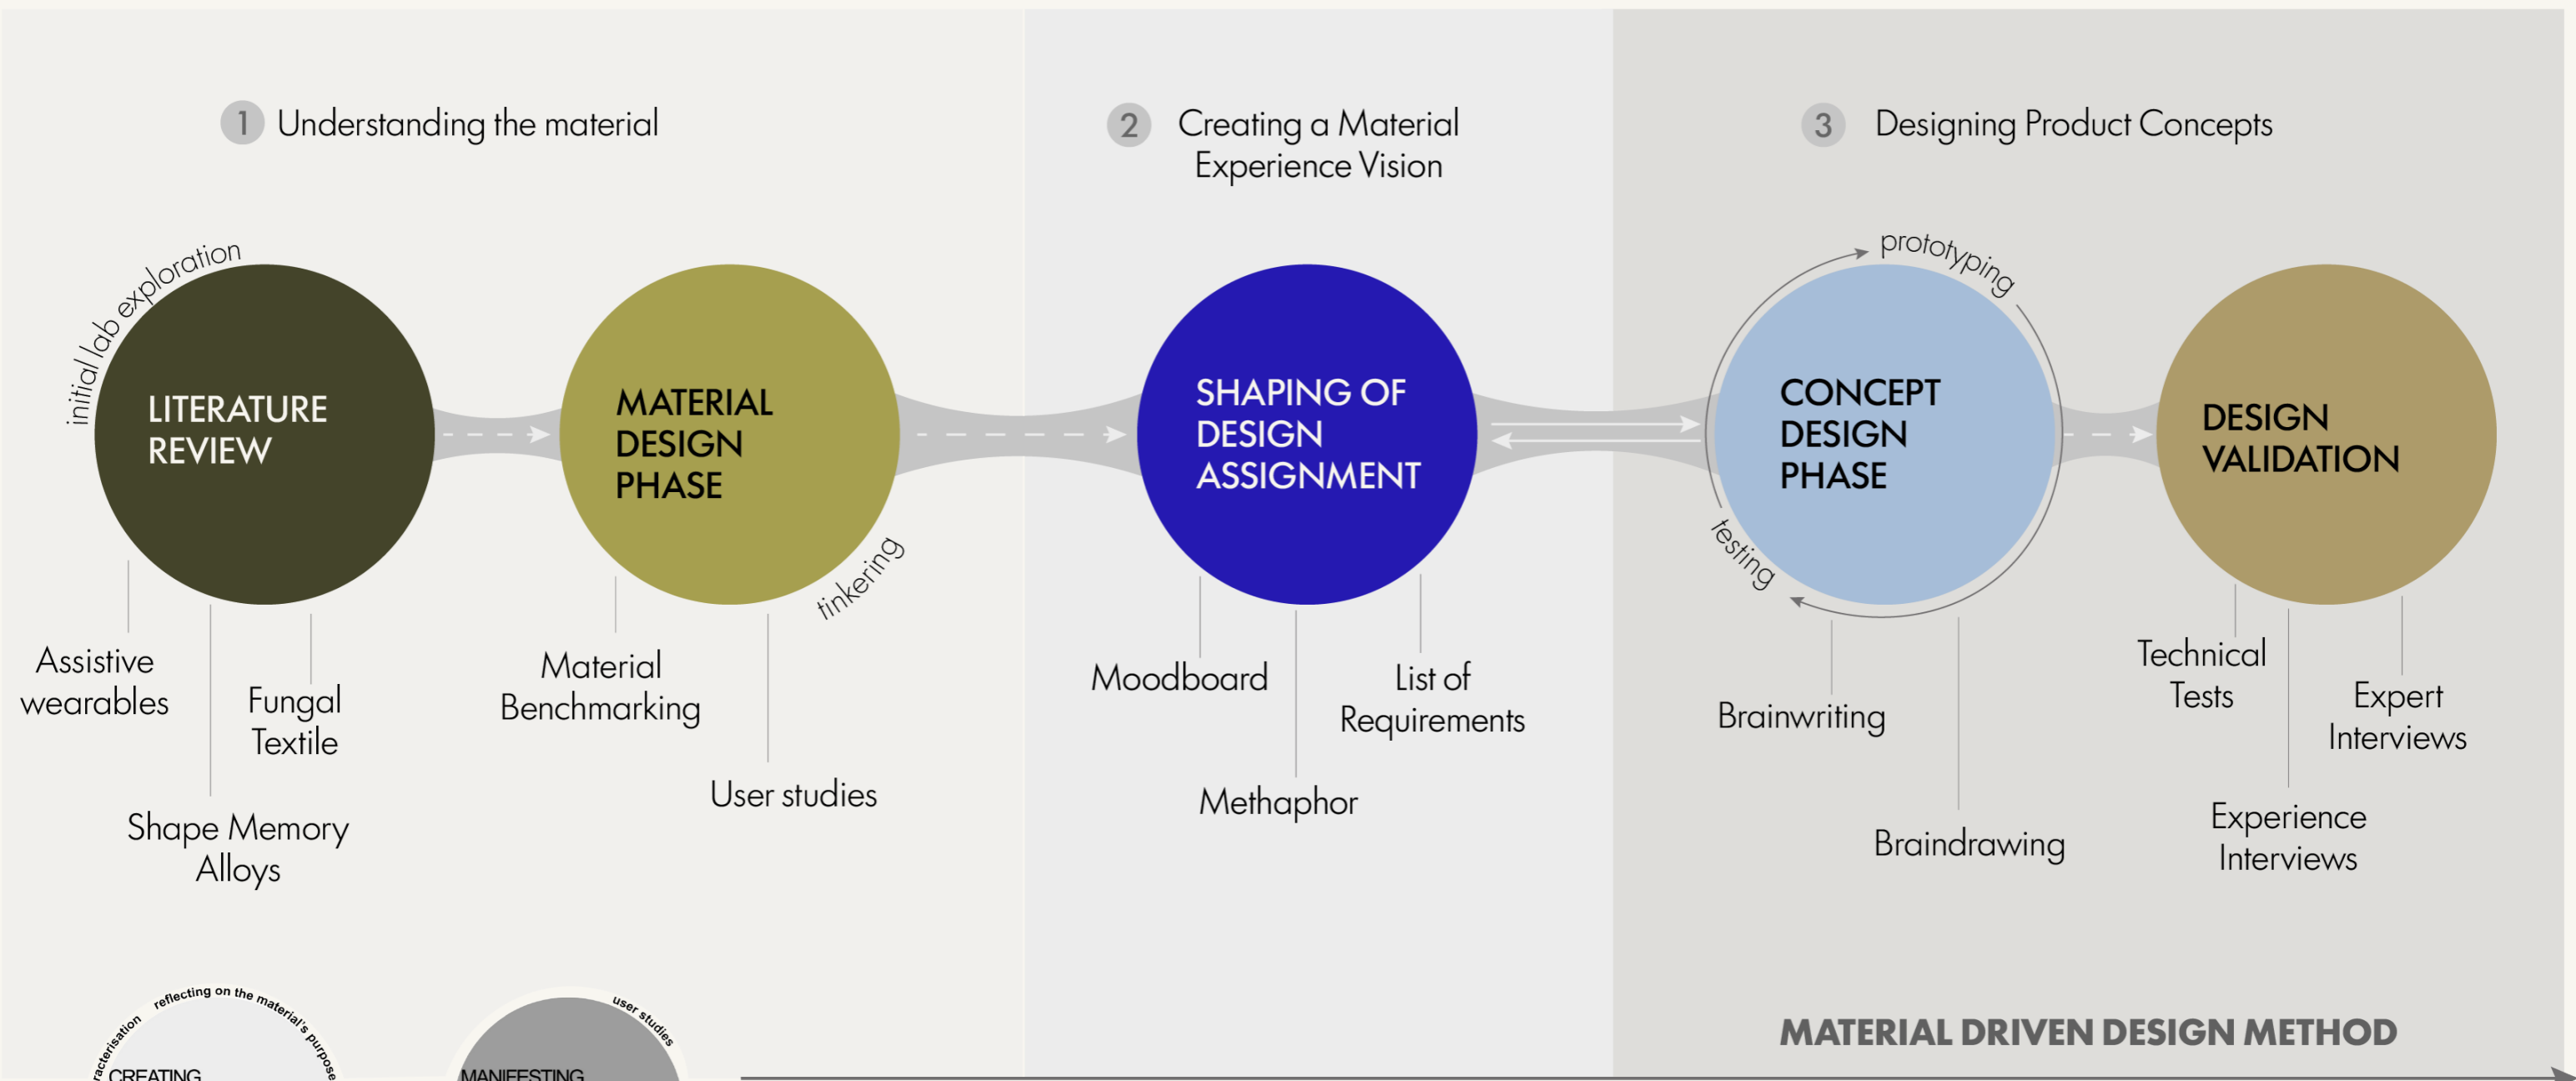 1 Understanding the material
2 Creating a Material
Experience Vision
3 Designing Product Concepts
initial lab exploration
LITERATURE
REVIEW
Assistive
wearables
Shape Memory
Alloys
Fungal
Textile
MATERIAL
DESIGN
PHASE
tinkering
Material
Benchmarking
User studies
SHAPING OF
DESIGN
ASSIGNMENT
Moodboard
Methaphor
List of
Requirements
prototyping
CONCEPT
DESIGN
PHASE
testing
Brainwriting
Braindrawing
DESIGN
VALIDATION
Technical
Tests
Experience
Interviews
Expert
Interviews
MATERIAL DRIVEN DESIGN METHOD
racterisation
reflecting on the material's purpose
CREATING
user studies
MANIFESTING